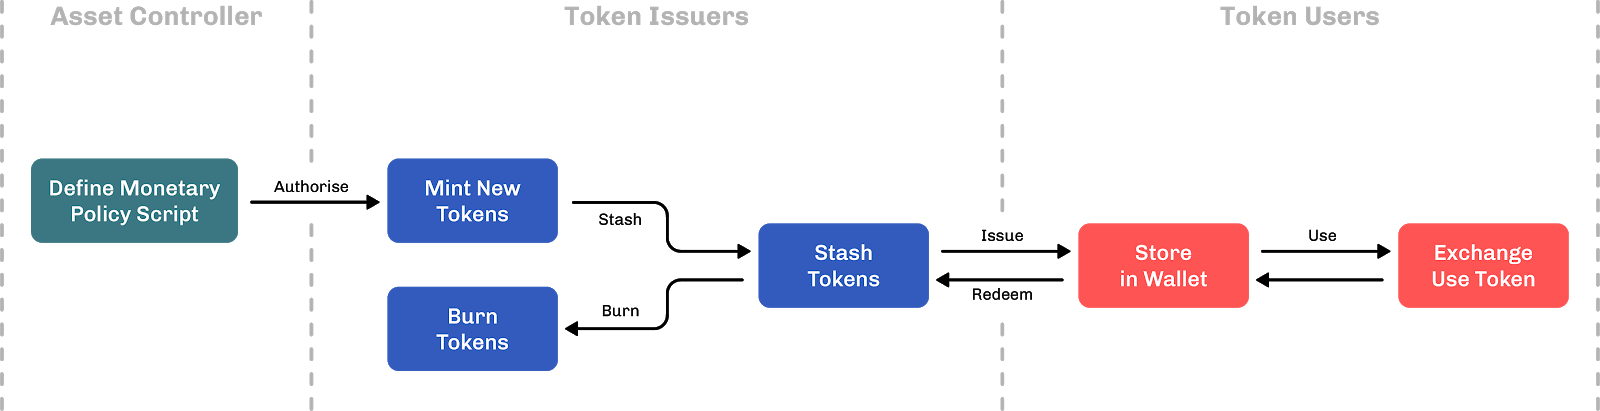 Asset Controller
Token Issuers
Token Users
Define Monetary
Policy Script
Authorise
Mint New
Tokens
Stash
Burn
Tokens
Burn
Stash
Tokens
Issue
Redeem
Store
in Wallet
Use
Exchange
Use Token